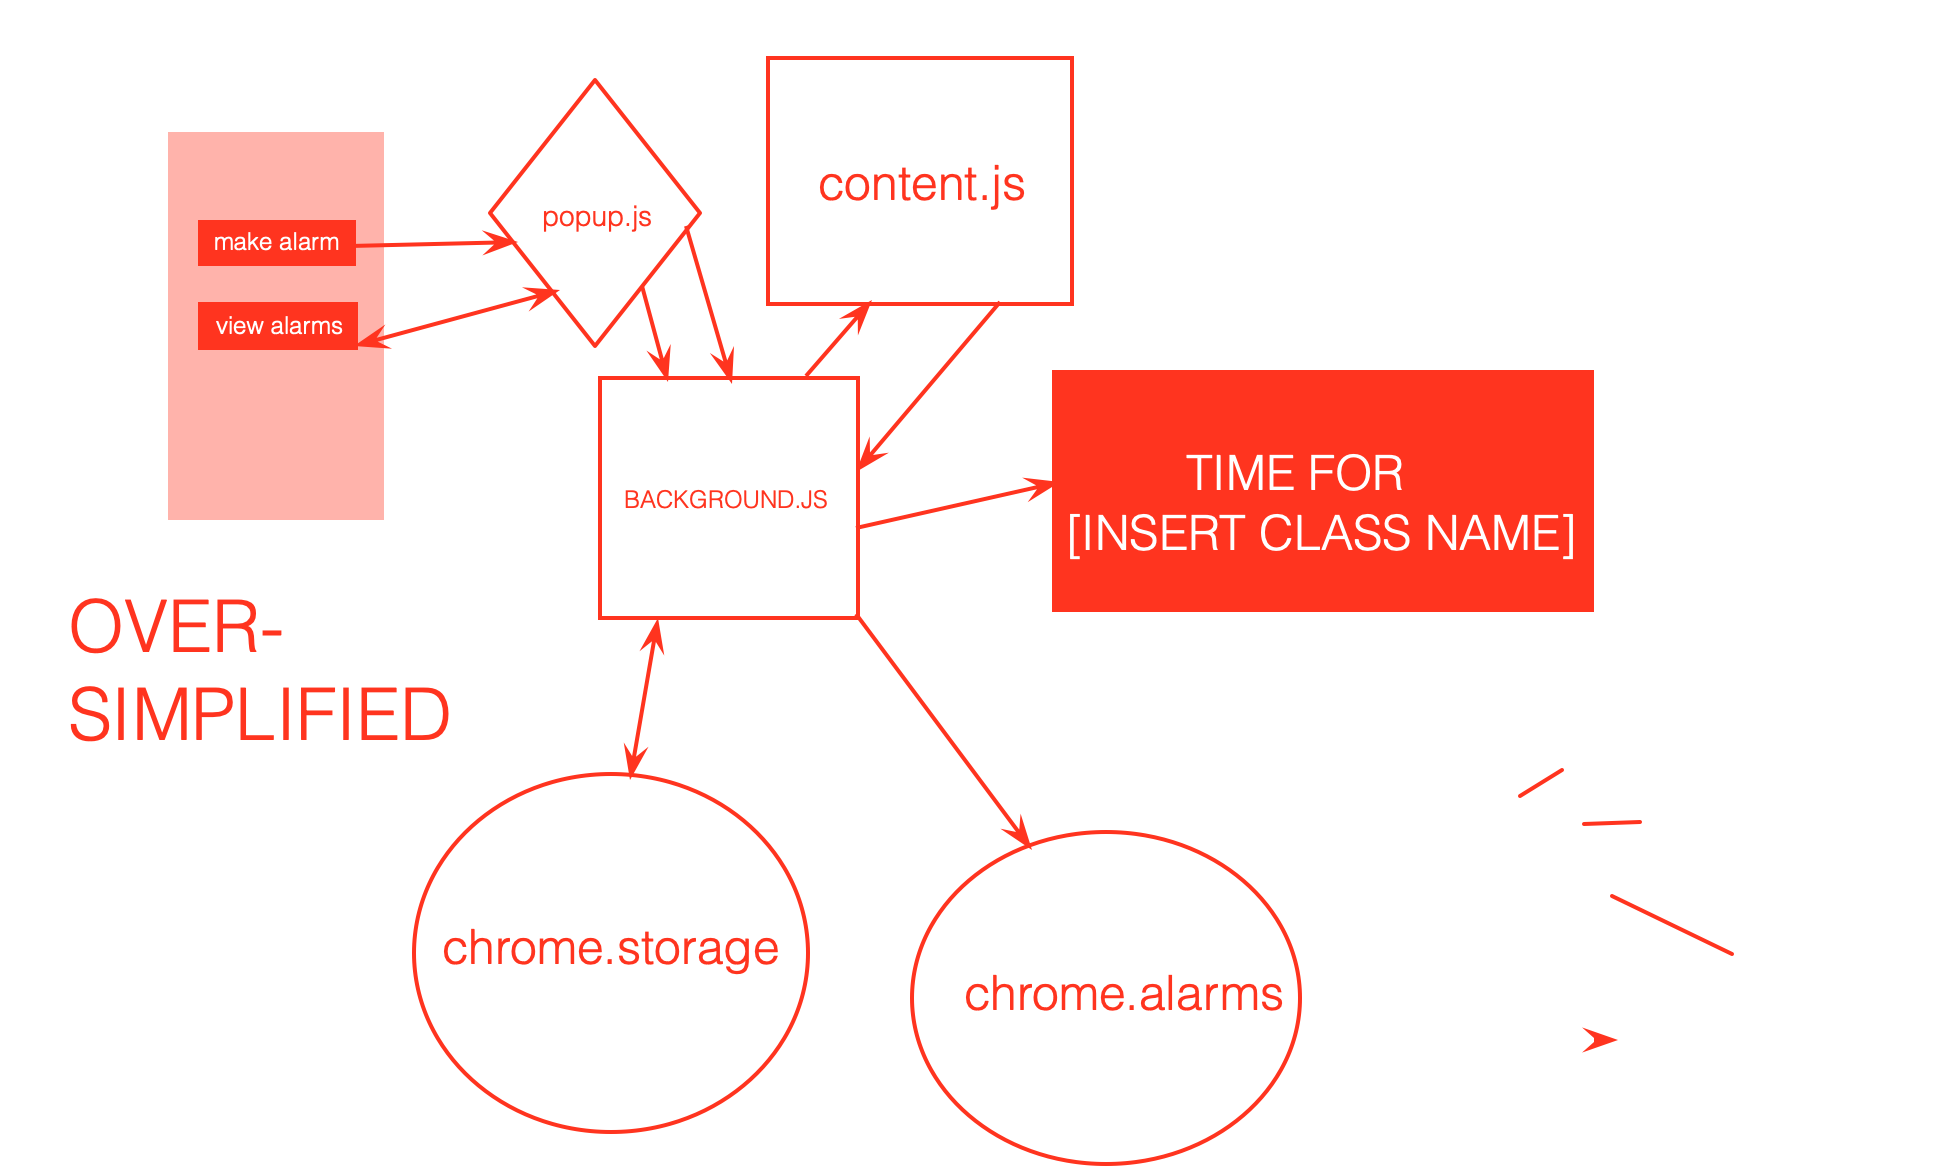 make alarm
view alarms
popup.js
content.js
BACKGROUND.JS
TIME FOR
[INSERT CLASS NAME]
OVER-
SIMPLIFIED
chrome.storage
chrome.alarms